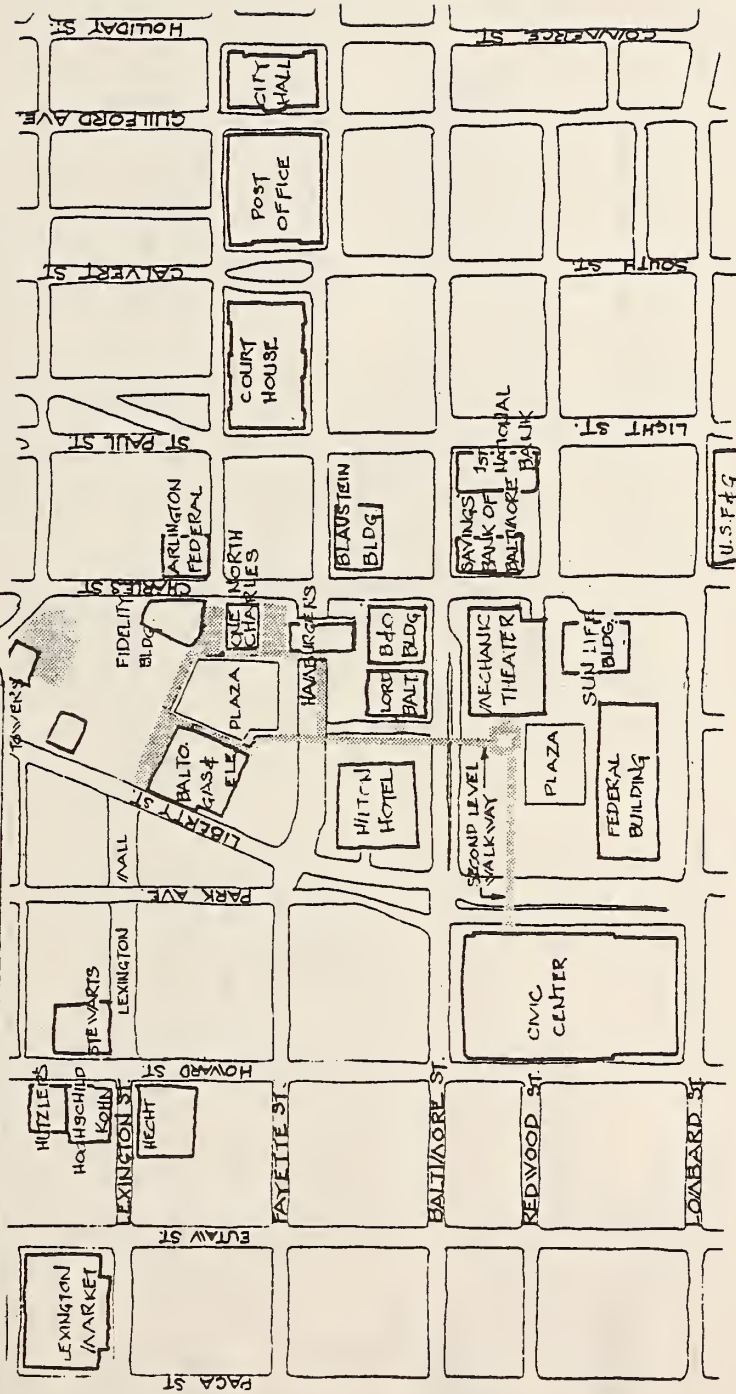 HOLLIDAY ST.
COMMERCE ST.
CITY
HALL
GUILFORD AVE
POST
OFFICE
CALVERT ST.
SOUTH ST.
COURT
HOUSE
ST PAUL ST.
LIGHT ST.
ARLINGTON
FEDERAL
BLAUSTEIN
BLDG.
SAVINGS
BANK OF
BALTIMORE
1ST
NATIONAL
BANK
U.S.F & G
CHARLES ST
FIDELITY
BLDG
ONE NORTH
CHARLES
HAMBURGERS
B&O
BLDG
LORD
BALT.
MECHANIC
THEATER
SUN LIFE
BLDG.
TOWERS
PLAZA
BALTO.
GAS &
ELE
LIBERTY ST.
HILTON
HOTEL
SECOND LEVEL
WALKWAY
PLAZA
FEDERAL
BUILDING
MALL
PARK AVE
LEXINGTON
STEWARTS
CIVIC
CENTER
HOWARD ST.
HUTZLERS
HOCHSCHILD
KOHN
LEXINGTON ST.
HECHT
FAYETTE ST.
BALTIMORE ST.
REDWOOD ST.
LOMBARD ST
EUTAW ST.
LEXINGTON
MARKET
PACA ST.